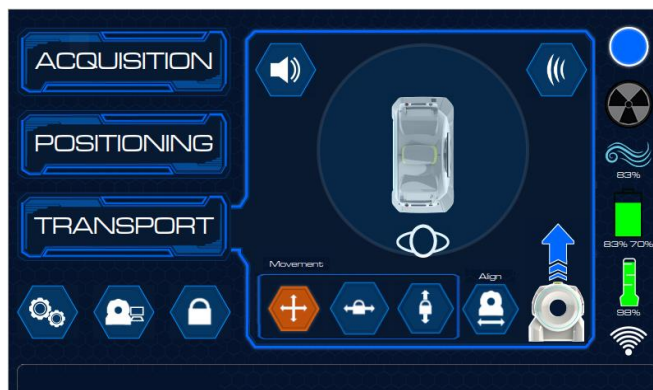 ACQUISITION
POSITIONING
TRANSPORT
Movement
Align
83%
83% 70%
98%